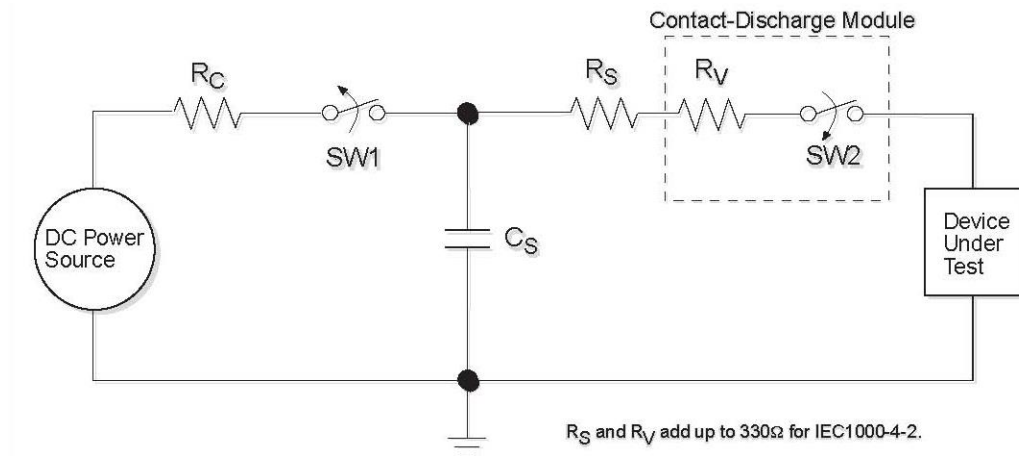 Contact-Discharge Module
RC
RS
RV
SW1
SW2
DC Power
Source
CS
Device
Under
Test
RS and RV add up to 330Ω for IEC1000-4-2.